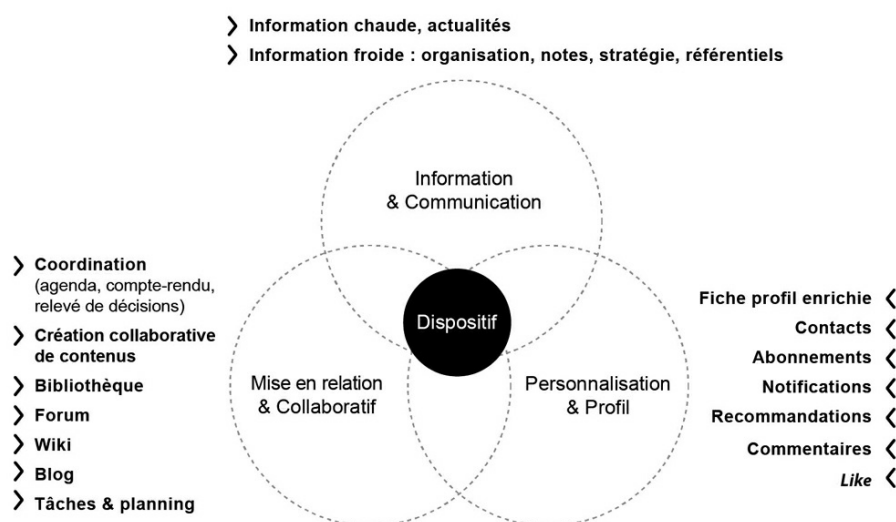 Information chaude, actualités
Information froide : organisation, notes, stratégie, référentiels
Information
& Communication
Coordination
(agenda, compte-rendu,
relevé de décisions)
Création collaborative
de contenus
Bibliothèque
Forum
Wiki
Blog
Tâches & planning
Dispositif
Mise en relation
& Collaboratif
Personnalisation
& Profil
Fiche profil enrichie
Contacts
Abonnements
Notifications
Recommandations
Commentaires
Like